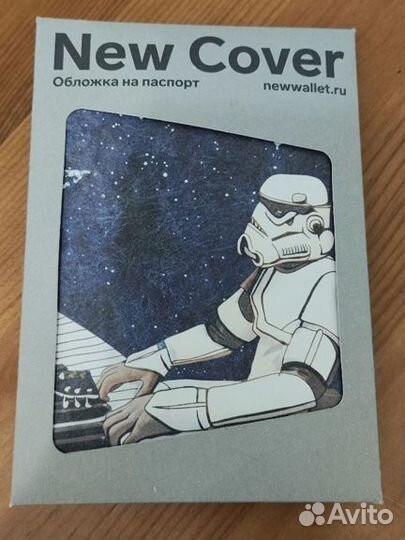 New Cover
Обложка на паспорт
newwallet.ru
Avito